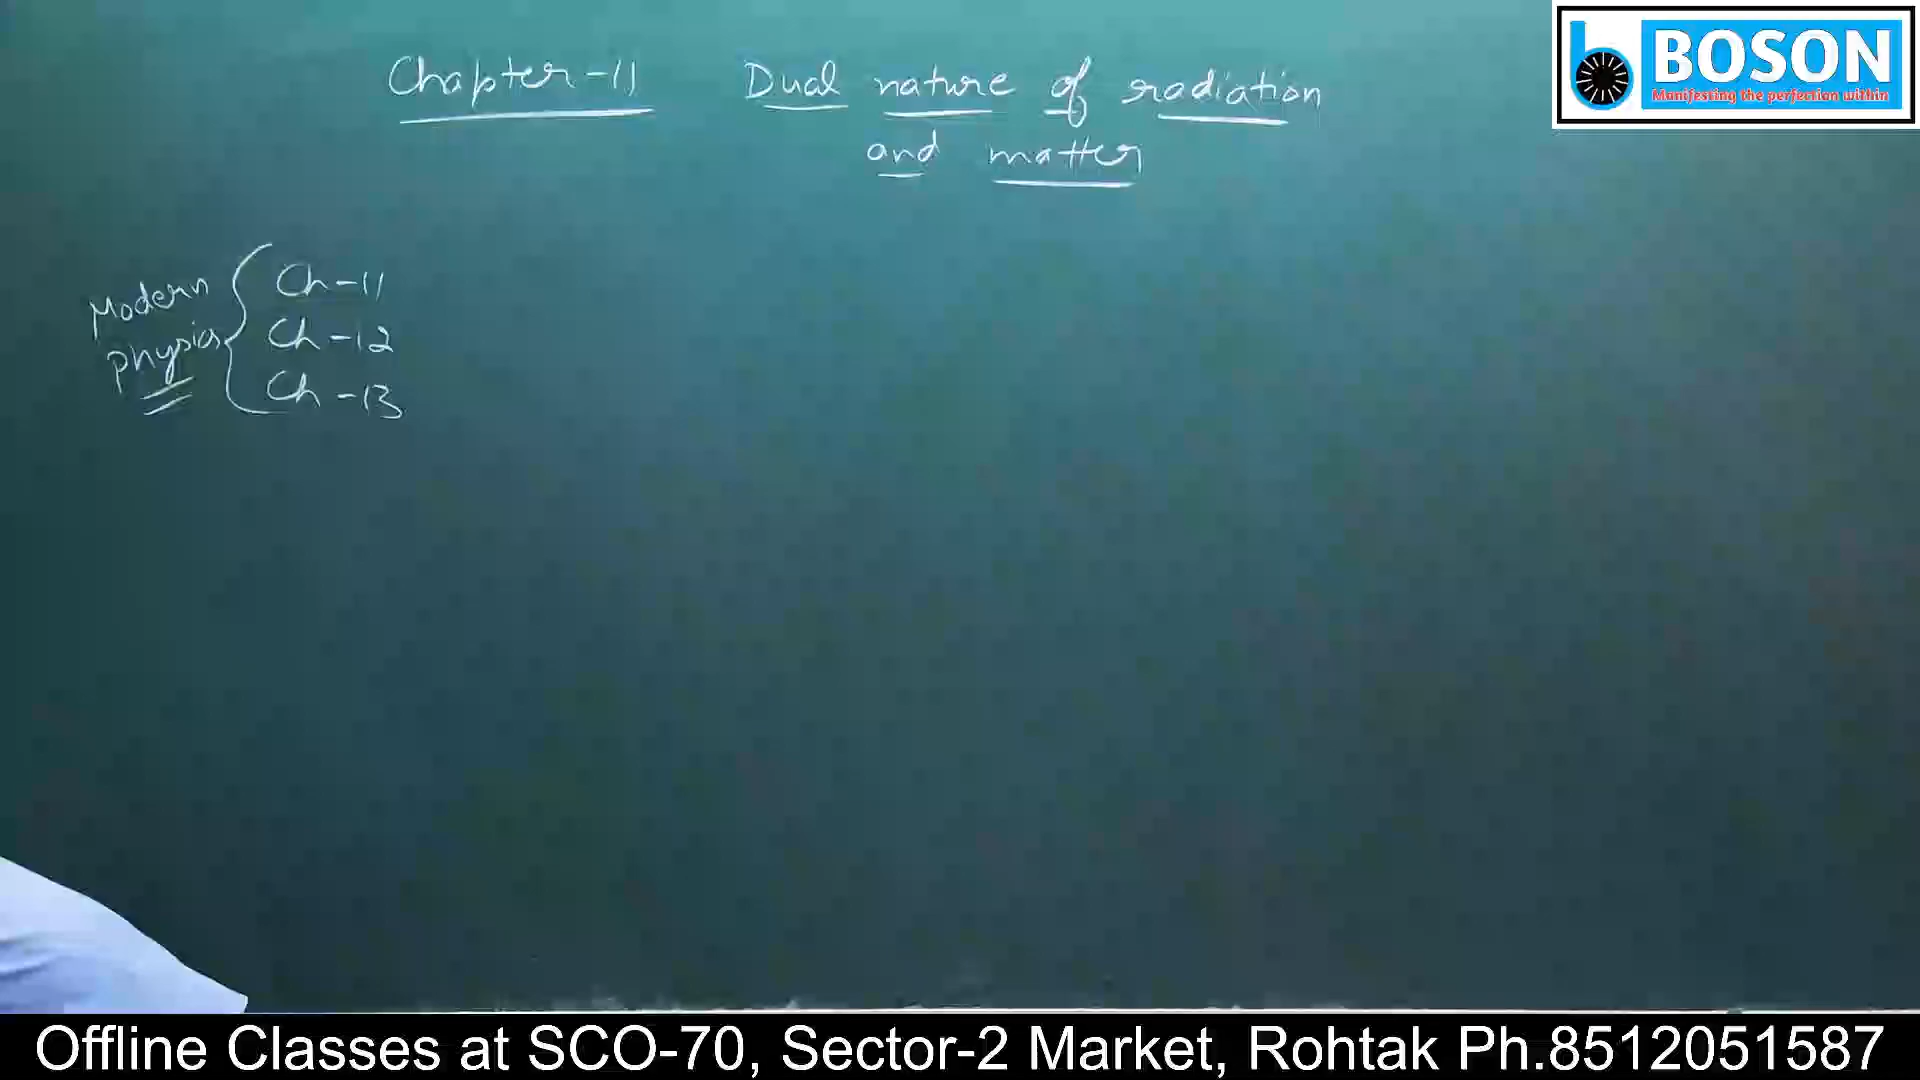 Chapter-11 Dual nature of radiation
and matter
BOSON
Manifesting the perfection within
Modern
physics
Ch-11
Ch-12
Ch-13
Offline Classes at SCO-70, Sector-2 Market, Rohtak Ph.8512051587